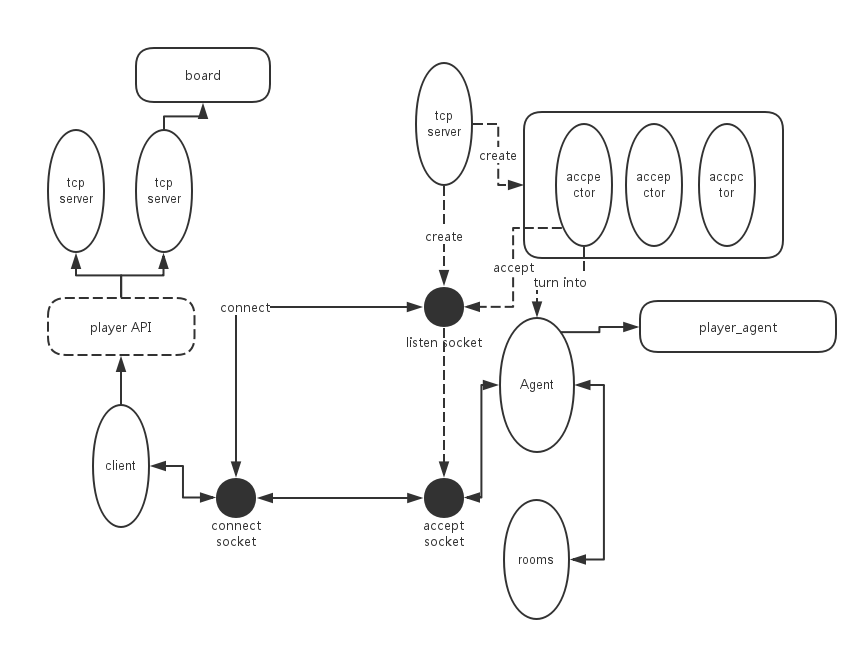 board
tcp
server
tcp
server
tcp
server
create
accpe
ctor
accep
ctor
accpc
tor
create
accept
turn into
connect
listen socket
player API
player_agent
Agent
client
connect
socket
accept
socket
rooms